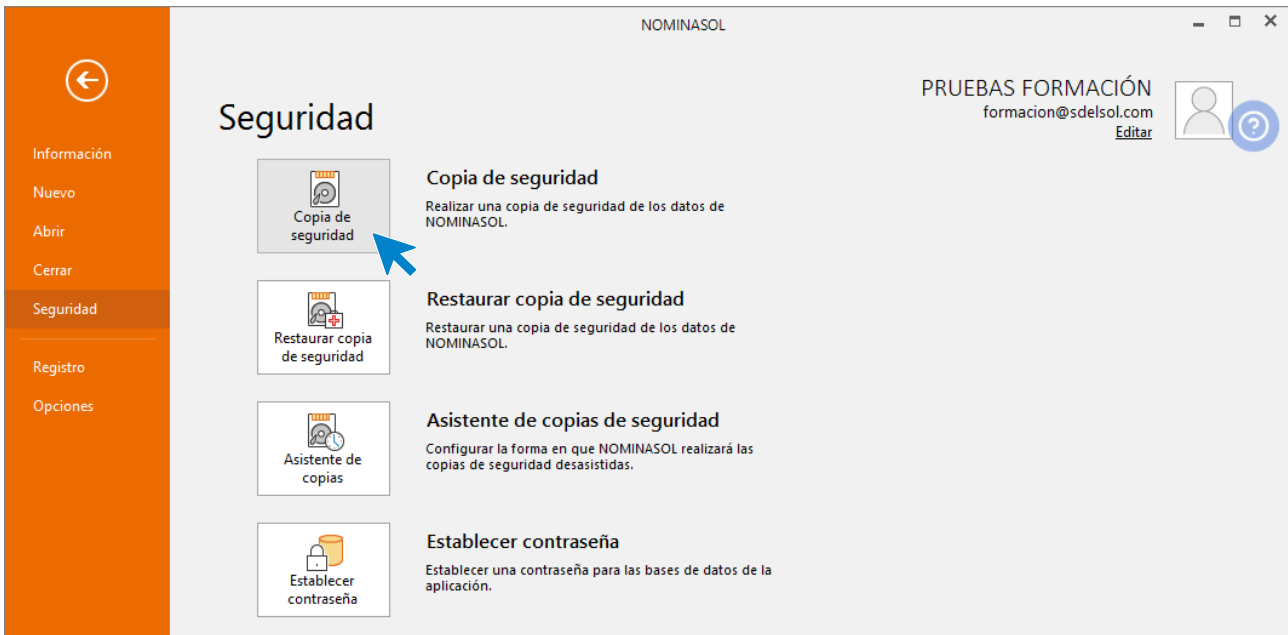 NOMINASOL
PRUEBAS FORMACIÓN
formacion@sdelsol.com
Editar
Información
Nuevo
Abrir
Cerrar
Seguridad
Registro
Opciones
Seguridad
Copia de
seguridad
Copia de seguridad
Realizar una copia de seguridad de los datos de
NOMINASOL.
Restaurar copia
de seguridad
Restaurar copia de seguridad
Restaurar una copia de seguridad de los datos de
NOMINASOL.
Asistente de
copias
Asistente de copias de seguridad
Configurar la forma en que NOMINASOL realizará las
copias de seguridad desasistidas.
Establecer
contraseña
Establecer contraseña
Establecer una contraseña para las bases de datos de la
aplicación.